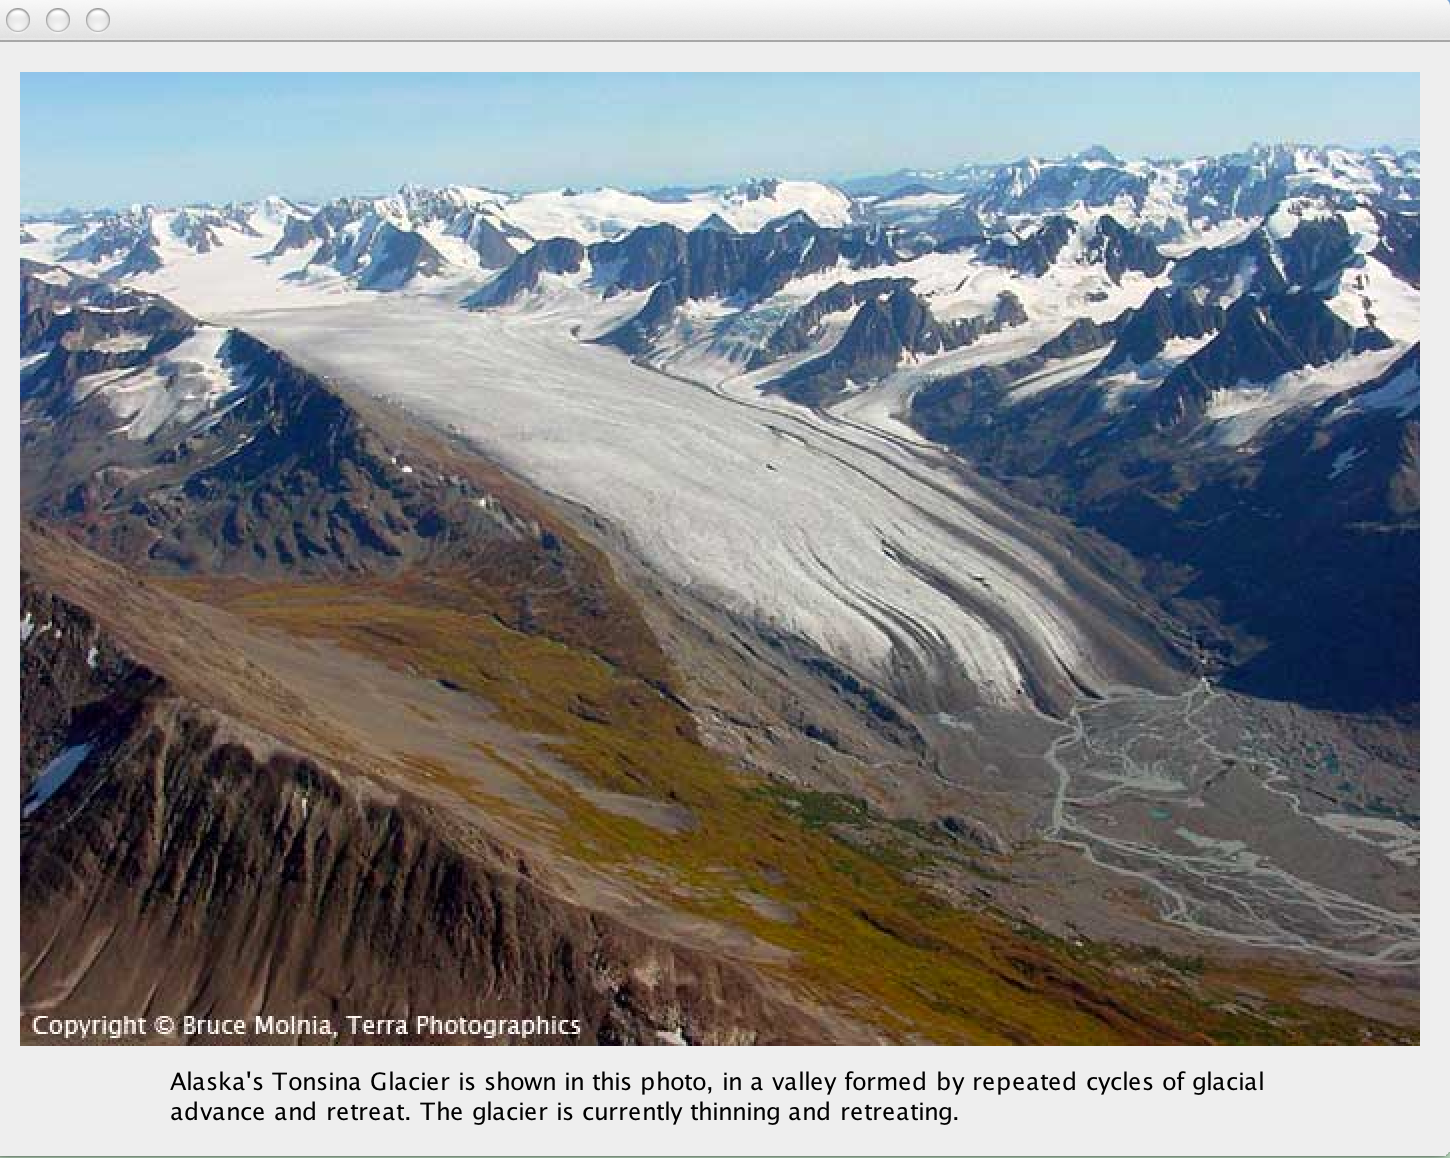 Copyright © Bruce Molnia, Terra Photographics
Alaska's Tonsina Glacier is shown in this photo, in a valley formed by repeated cycles of glacial
advance and retreat. The glacier is currently thinning and retreating.